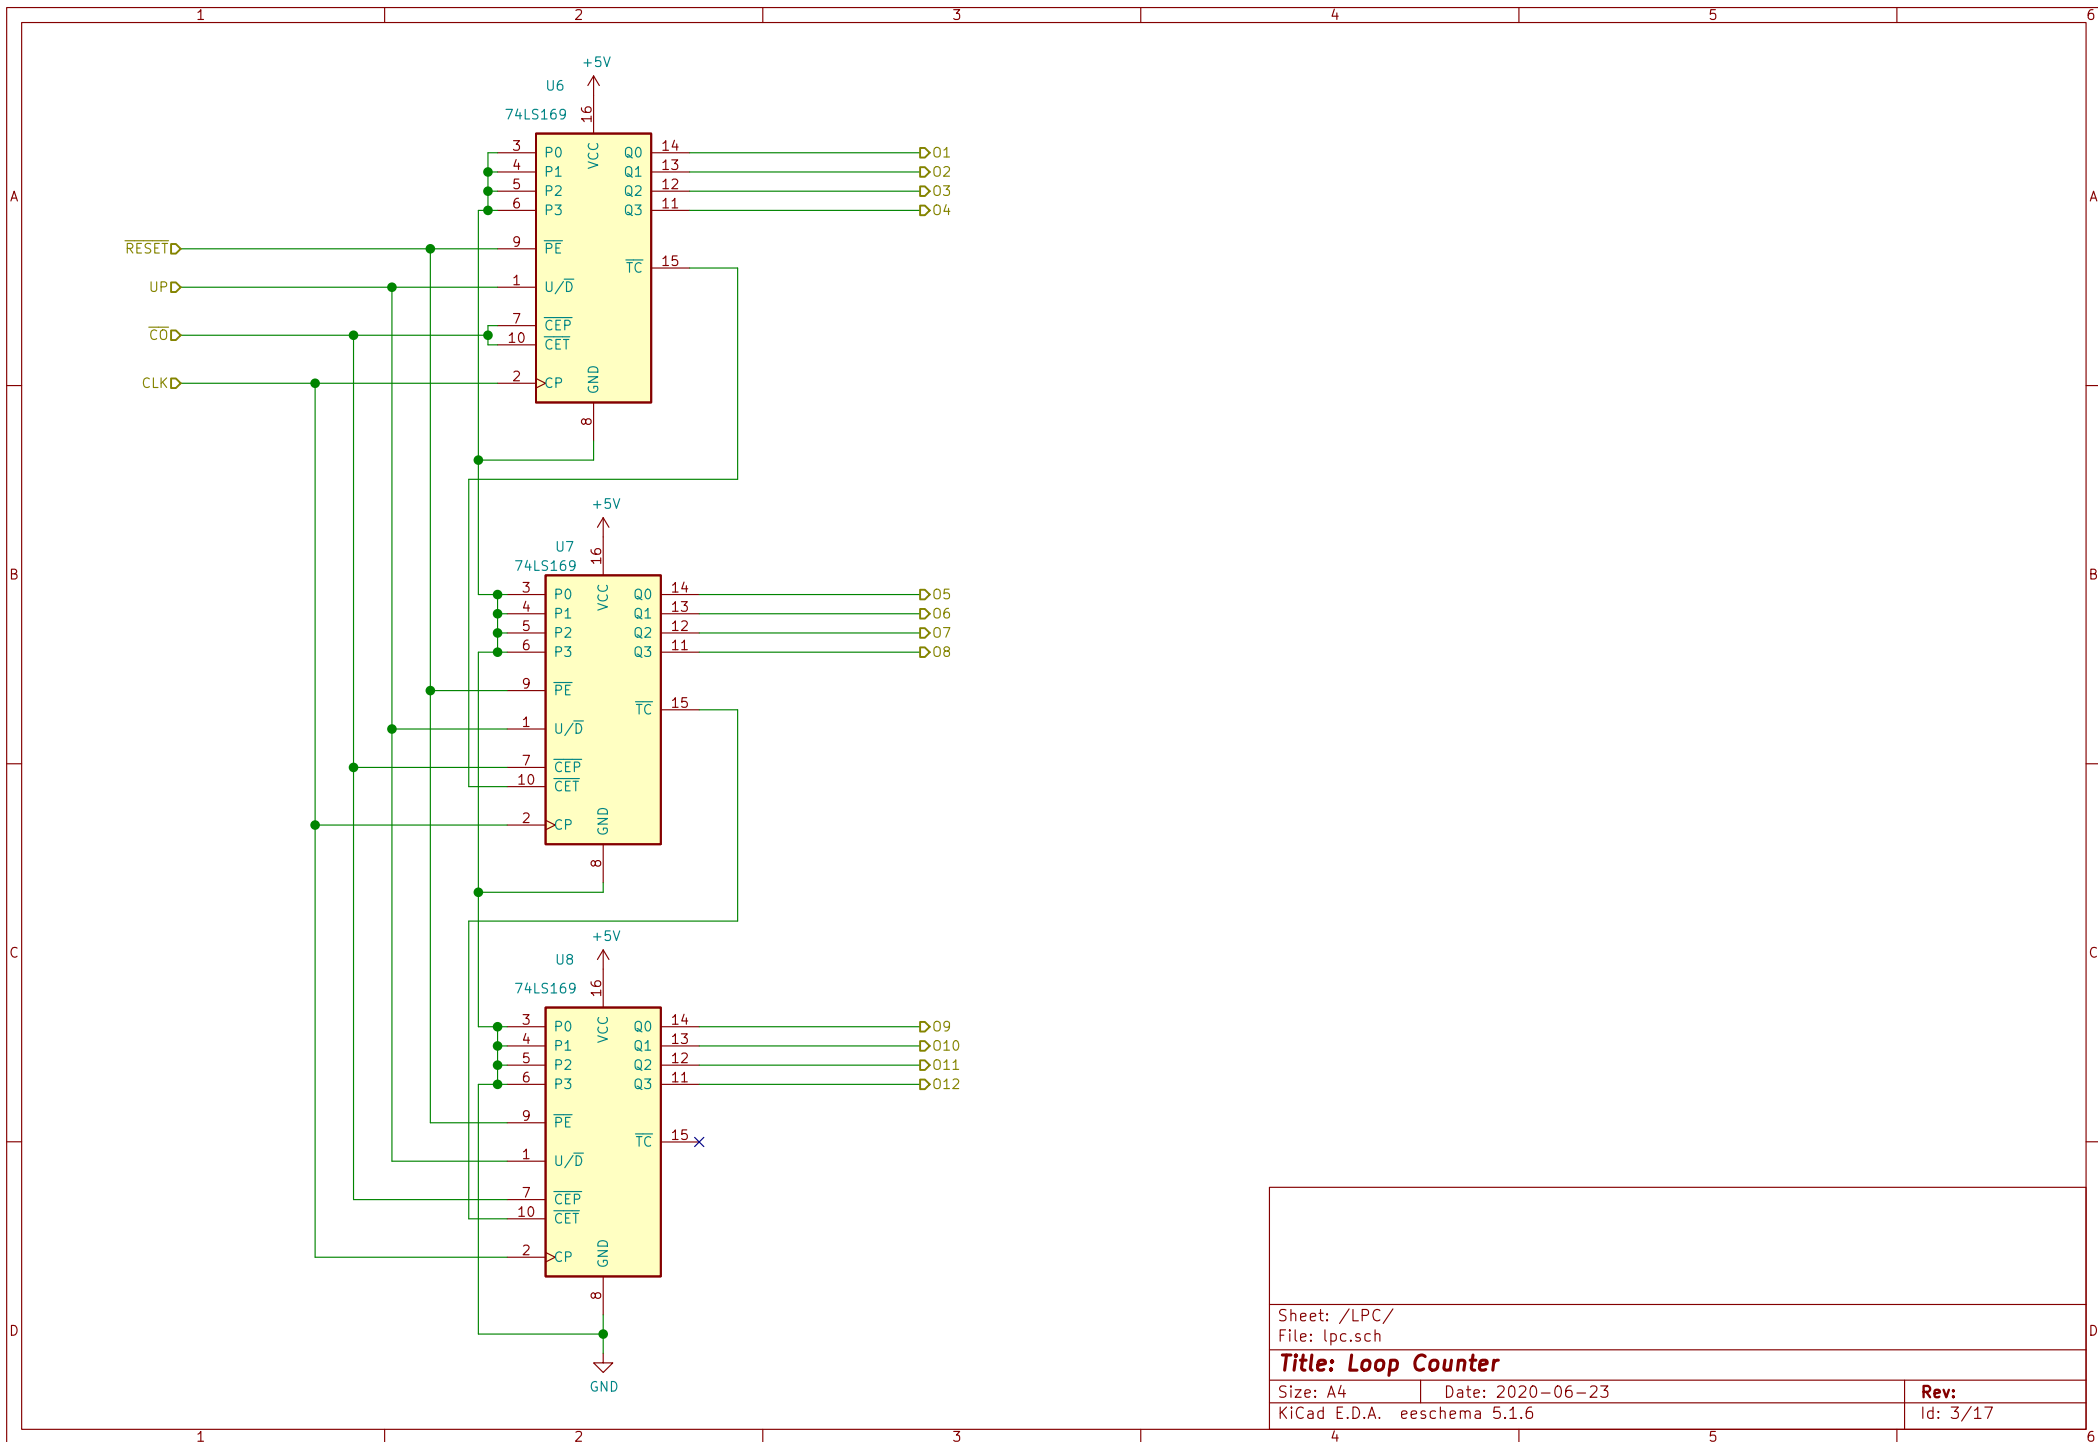 1 2 3 4 5 6
+5V
U6
74LS169
16
VCC
3 P0 Q0 14 O1
4 P1 Q1 13 O2
5 P2 Q2 12 O3
6 P3 Q3 11 O4
A A
RESET 9 PE
TC 15
UP 1 U/D
CO 7 CEP
10 CET
CLK 2 CP
GND
8
+5V
U7
74LS169
16
VCC
B B
3 P0 Q0 14 O5
4 P1 Q1 13 O6
5 P2 Q2 12 O7
6 P3 Q3 11 O8
9 PE
TC 15
1 U/D
7 CEP
10 CET
2 CP
GND
8
+5V
C C
U8
74LS169
16
VCC
3 P0 Q0 14 O9
4 P1 Q1 13 O10
5 P2 Q2 12 O11
6 P3 Q3 11 O12
9 PE
TC 15
1 U/D
7 CEP
10 CET
2 CP
GND
8
GND
D D
Sheet: /LPC/
File: lpc.sch
Title: Loop Counter
Size: A4 Date: 2020-06-23 Rev:
KiCad E.D.A. eeschema 5.1.6 Id: 3/17
1 2 3 4 5 6